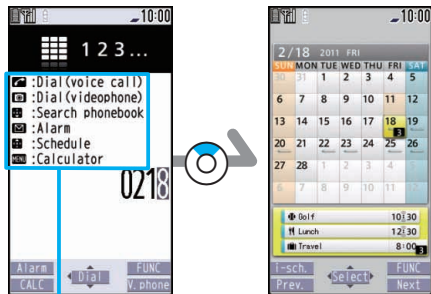 10:00
123...
:Dial(voice call)
:Dial(videophone)
:Search phonebook
:Alarm
:Schedule
MENU :Calculator
0218
Alarm
FUNC
Dial
CALC
V.phone
10:00
2/18 2011 FRI
SUN MON TUE WED THU FRI SAT
30 31 1 2 3 4 5
6 7 8 9 10 11 12
13 14 15 16 17 18 19
3
20 21 22 23 24 25 26
27 28 1 2 3 4
6 7 8 9 10 11
Golf 10:30
Lunch 12:30
Travel 8:00
3
i-sch.
FUNC
Select
Prev.
Next